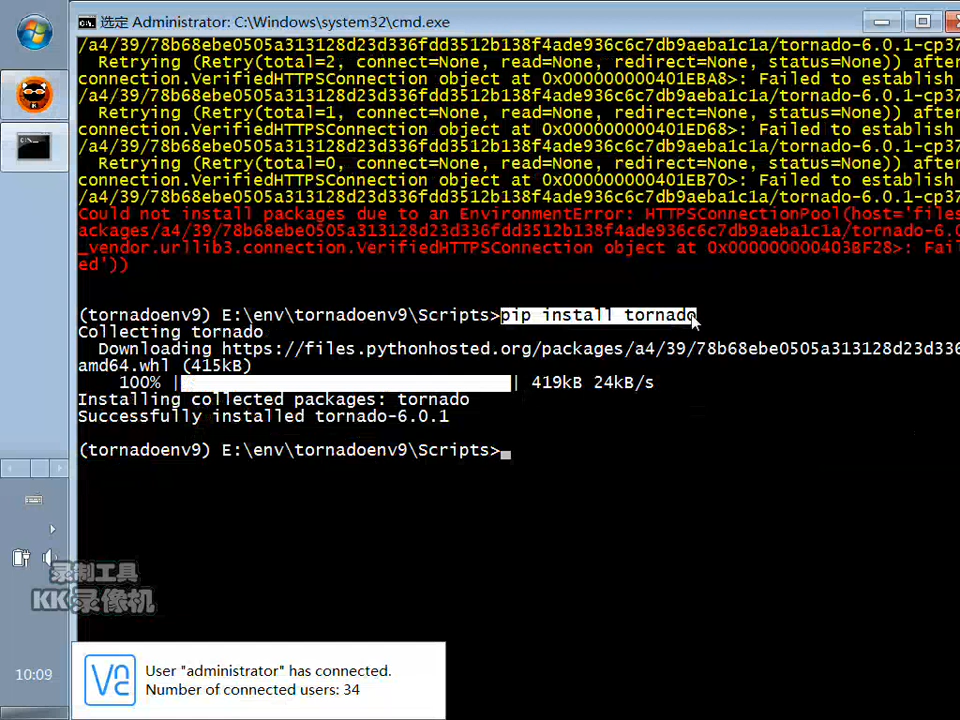 选定 Administrator: C:\Windows\system32\cmd.exe
/a4/39/78b68ebe0505a313128d23d336fdd3512b138f4ade936c6c7db9aeba1c1a/tornado-6.0.1-cp37
Retrying (Retry(total=2, connect=None, read=None, redirect=None, status=None)) after
connection.VerifiedHTTPSConnection object at 0x000000000401EBA8>: Failed to establish
/a4/39/78b68ebe0505a313128d23d336fdd3512b138f4ade936c6c7db9aeba1c1a/tornado-6.0.1-cp37
Retrying (Retry(total=1, connect=None, read=None, redirect=None, status=None)) after
connection.VerifiedHTTPSConnection object at 0x000000000401ED68>: Failed to establish
/a4/39/78b68ebe0505a313128d23d336fdd3512b138f4ade936c6c7db9aeba1c1a/tornado-6.0.1-cp37
Retrying (Retry(total=0, connect=None, read=None, redirect=None, status=None)) after
connection.VerifiedHTTPSConnection object at 0x000000000401EB70>: Failed to establish
/a4/39/78b68ebe0505a313128d23d336fdd3512b138f4ade936c6c7db9aeba1c1a/tornado-6.0.1-cp37
Could not install packages due to an EnvironmentError: HTTPSConnectionPool(host='files
ackages/a4/39/78b68ebe0505a313128d23d336fdd3512b138f4ade936c6c7db9aeba1c1a/tornado-6.0
_vendor.urllib3.connection.VerifiedHTTPSConnection object at 0x000000000403BF28>: Fail
ed'))
(tornadoenv9) E:\env\tornadoenv9\Scripts>pip install tornado
Collecting tornado
Downloading https://files.pythonhosted.org/packages/a4/39/78b68ebe0505a313128d23d336
amd64.whl (415kB)
100% | | 419kB 24kB/s
Installing collected packages: tornado
Successfully installed tornado-6.0.1
(tornadoenv9) E:\env\tornadoenv9\Scripts>
录制工具
KK录像机
10:09
User "administrator" has connected.
Number of connected users: 34